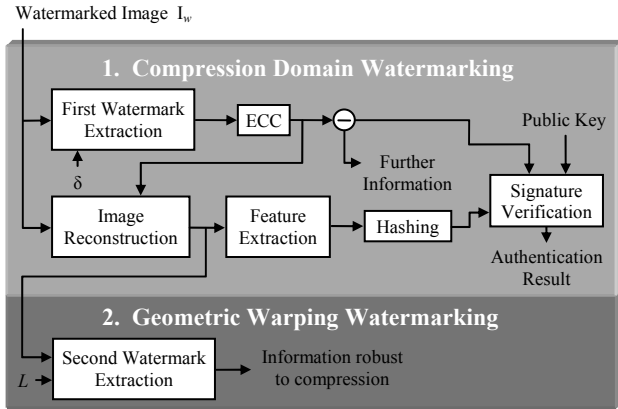 Watermarked Image I_w
1. Compression Domain Watermarking
First Watermark
Extraction
ECC
Public Key
δ
Further
Information
Image
Reconstruction
Feature
Extraction
Hashing
Signature
Verification
Authentication
Result
2. Geometric Warping Watermarking
L
Second Watermark
Extraction
Information robust
to compression